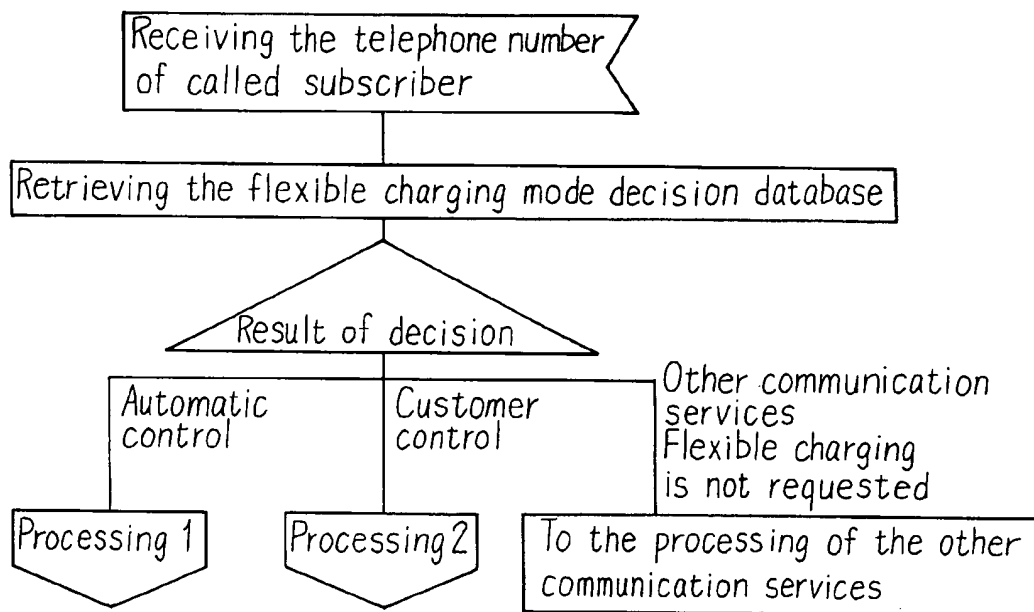 Receiving the telephone number
of called subscriber
Retrieving the flexible charging mode decision database
Result of decision
Automatic
control
Customer
control
Other communication
services
Flexible charging
is not requested
Processing 1
Processing 2
To the processing of the other
communication services